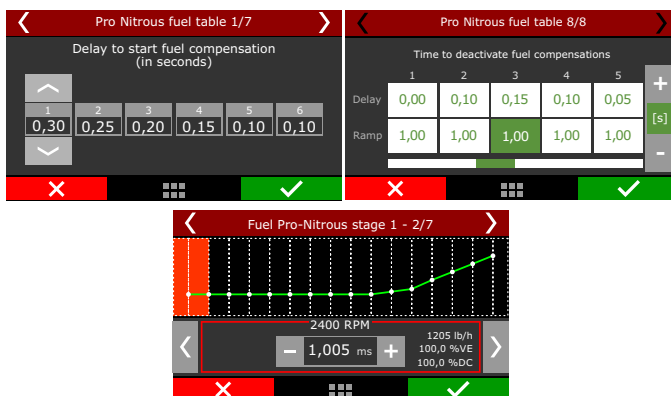 Pro Nitrous fuel table 1/7
Delay to start fuel compensation
(in seconds)
1 2 3 4 5 6
0,30 0,25 0,20 0,15 0,10 0,10
Pro Nitrous fuel table 8/8
Time to deactivate fuel compensations
1 2 3 4 5
Delay 0,00 0,10 0,15 0,10 0,05
Ramp 1,00 1,00 1,00 1,00 1,00
+
[s]
-
Fuel Pro-Nitrous stage 1 - 2/7
2400 RPM
- 1,005 ms +
1205 lb/h
100,0 %VE
100,0 %DC